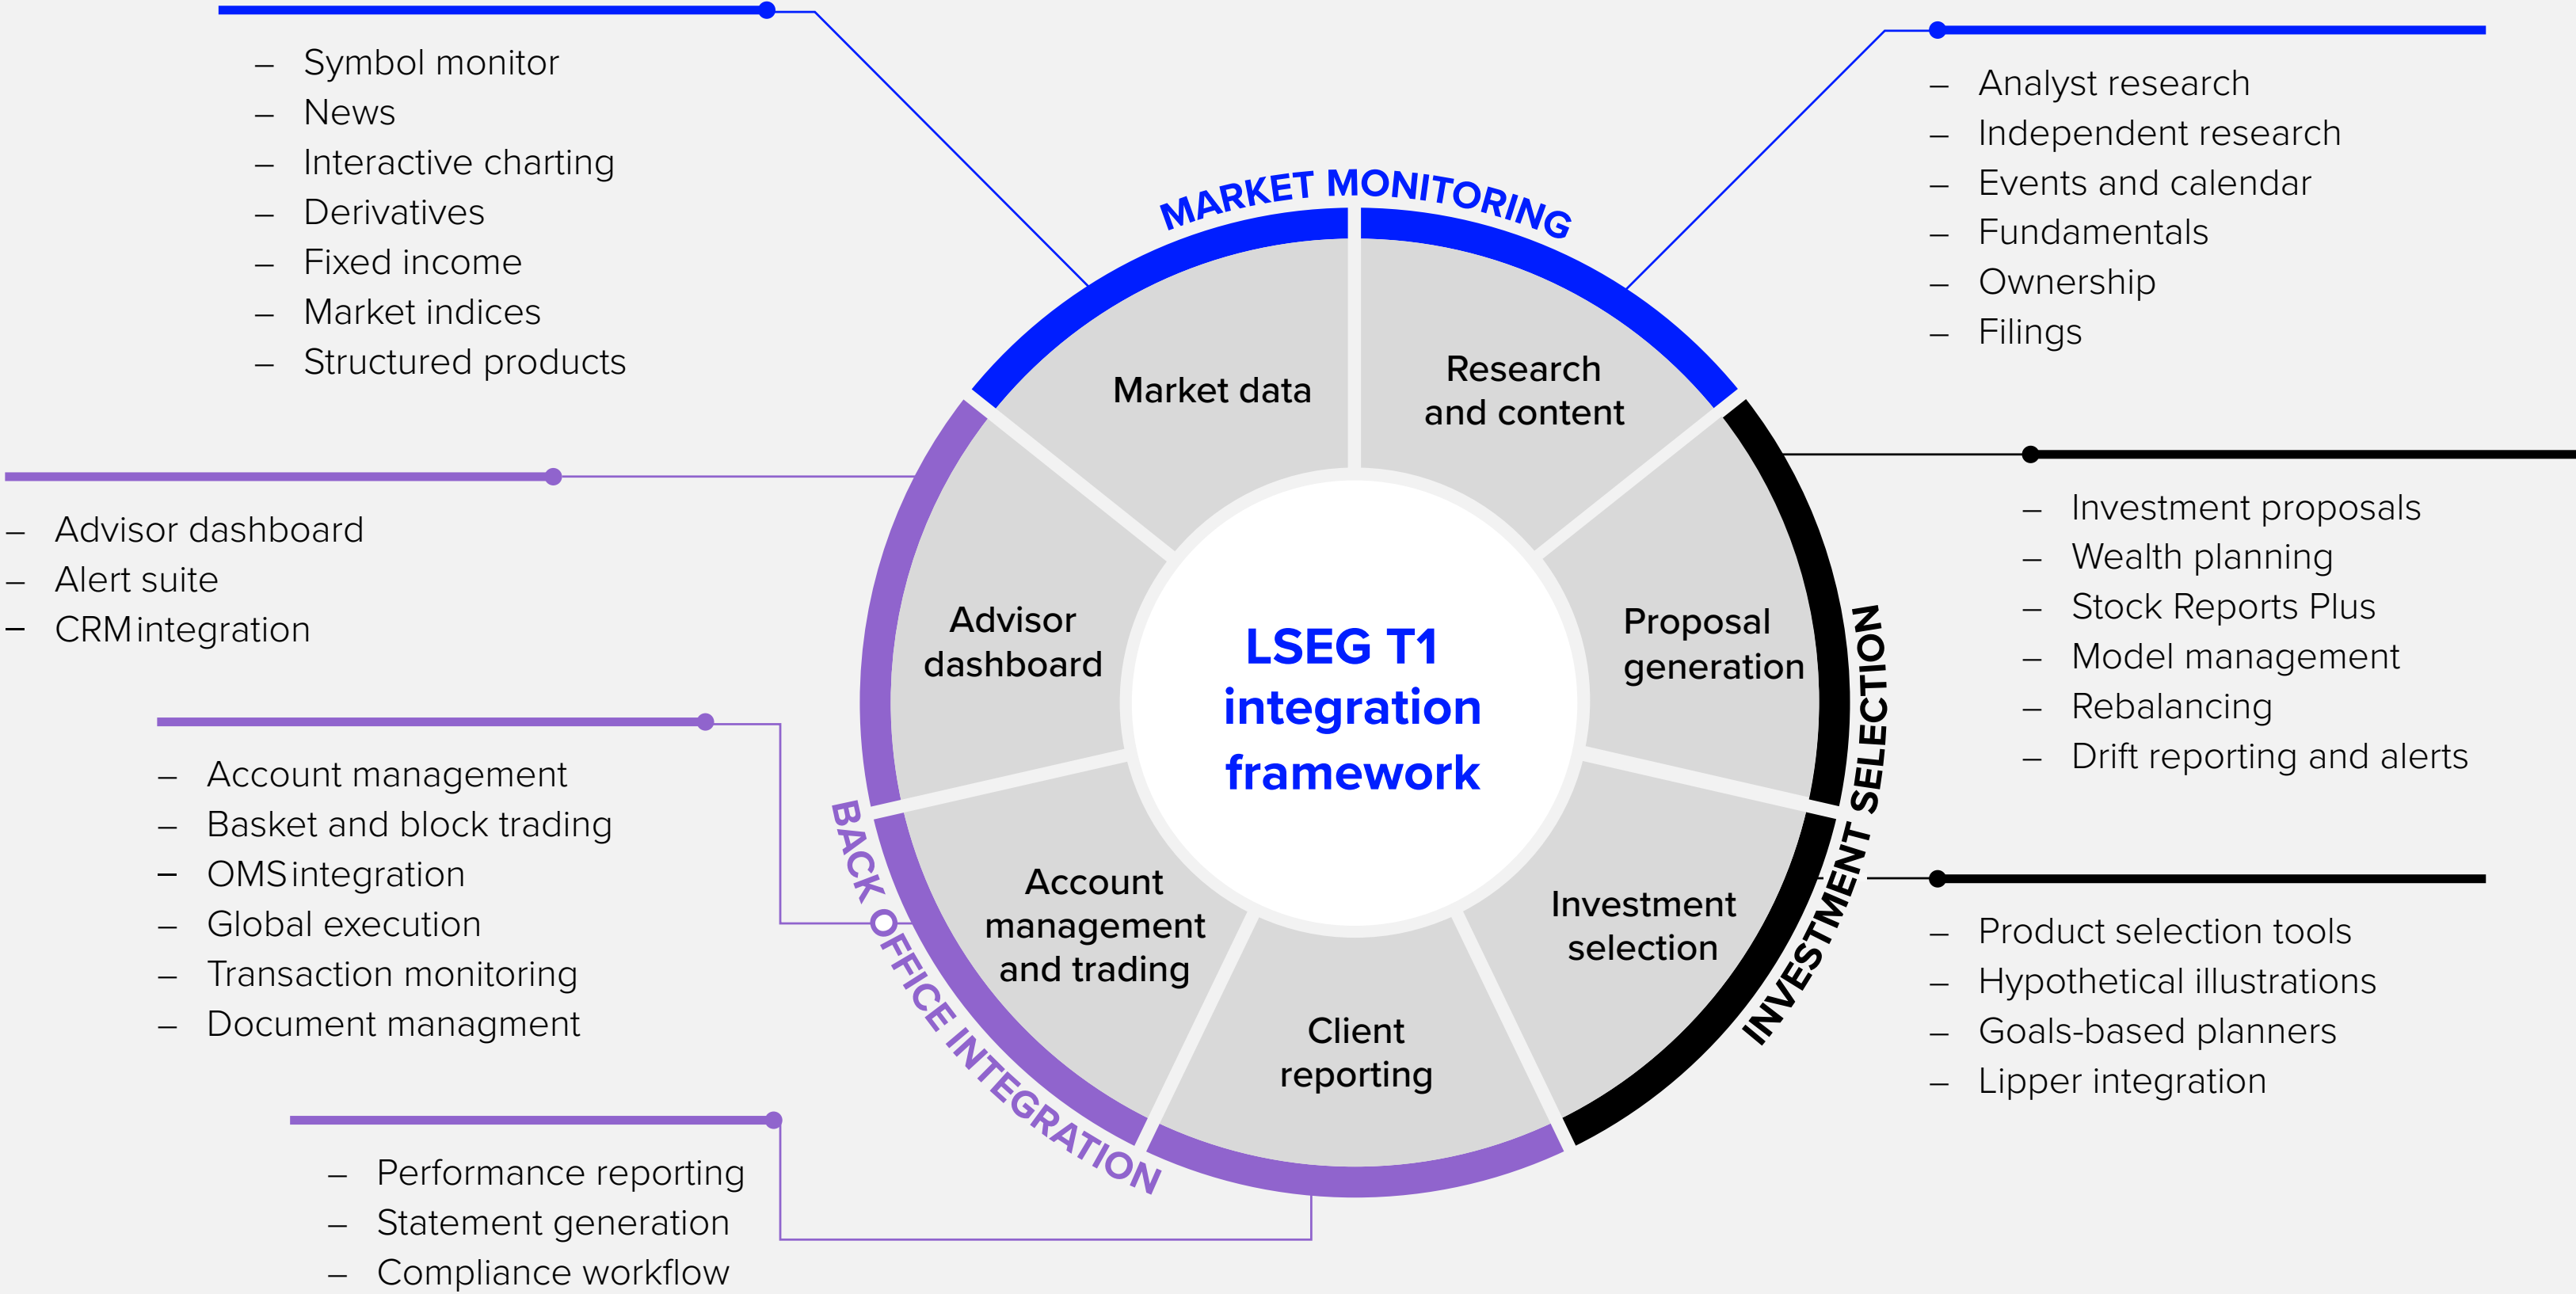 – Symbol monitor
– News
– Interactive charting
– Derivatives
– Fixed income
– Market indices
– Structured products
– Analyst research
– Independent research
– Events and calendar
– Fundamentals
– Ownership
– Filings
MARKET MONITORING
Market data
Research
and content
– Advisor dashboard
– Alert suite
– CRM integration
Advisor
dashboard
LSEG T1
integration
framework
Proposal
generation
INVESTMENT SELECTION
– Investment proposals
– Wealth planning
– Stock Reports Plus
– Model management
– Rebalancing
– Drift reporting and alerts
– Account management
– Basket and block trading
– OMS integration
– Global execution
– Transaction monitoring
– Document managment
BACK OFFICE INTEGRATION
Account
management
and trading
Client
reporting
Investment
selection
– Product selection tools
– Hypothetical illustrations
– Goals-based planners
– Lipper integration
– Performance reporting
– Statement generation
– Compliance workflow